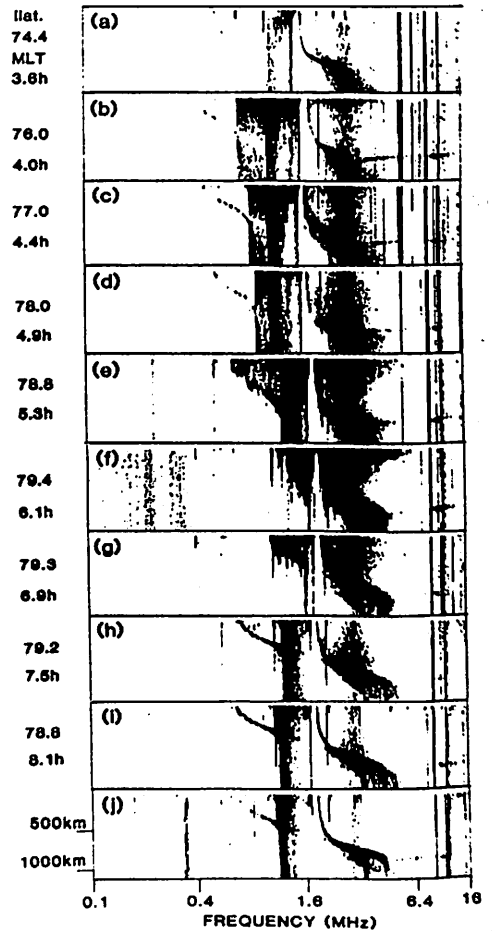 Ilat.
74.4
MLT
3.6h
(a)
76.0
4.0h
(b)
77.0
4.4h
(c)
78.0
4.9h
(d)
78.8
5.3h
(e)
79.4
6.1h
(f)
79.3
6.9h
(g)
79.2
7.5h
(h)
78.8
8.1h
(i)
(j)
500km
1000km
0.1 0.4 1.6 6.4 16
FREQUENCY (MHz)